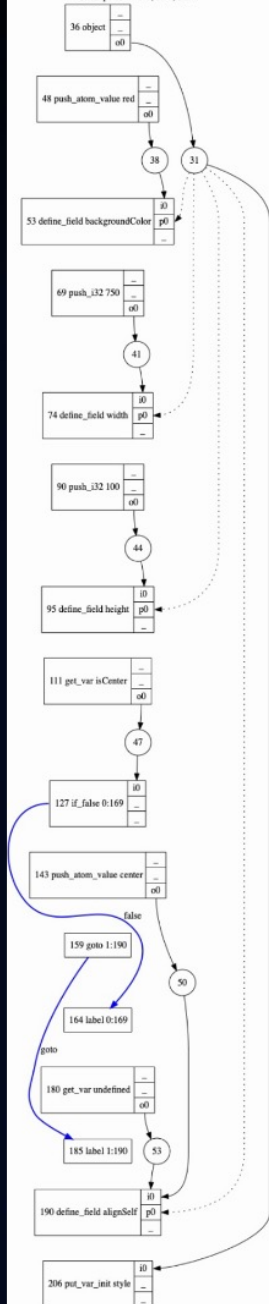 36 object
_
_
o0
48 push_atom_value red
_
_
o0
38
31
53 define_field backgroundColor
i0
p0
_
69 push_i32 750
_
_
o0
41
74 define_field width
i0
p0
_
90 push_i32 100
_
_
o0
44
95 define_field height
i0
p0
_
111 get_var isCenter
_
_
o0
47
127 if_false 0:169
i0
_
_
143 push_atom_value center
_
_
o0
false
159 goto 1:190
50
164 label 0:169
goto
180 get_var undefined
_
_
o0
185 label 1:190
53
190 define_field alignSelf
i0
p0
_
206 put_var_init style
i0
_
_